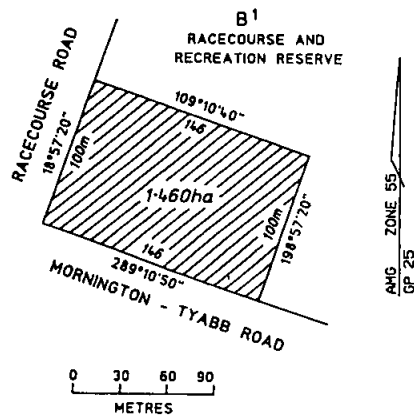 B¹
RACECOURSE AND
RECREATION RESERVE
RACECOURSE ROAD
109°10'40"
146
18°57'20"
100m
1·460ha
100m
198°57'20"
146
289°10'50"
MORNINGTON - TYABB ROAD
AMG ZONE 55
GP 25
0 30 60 90
METRES